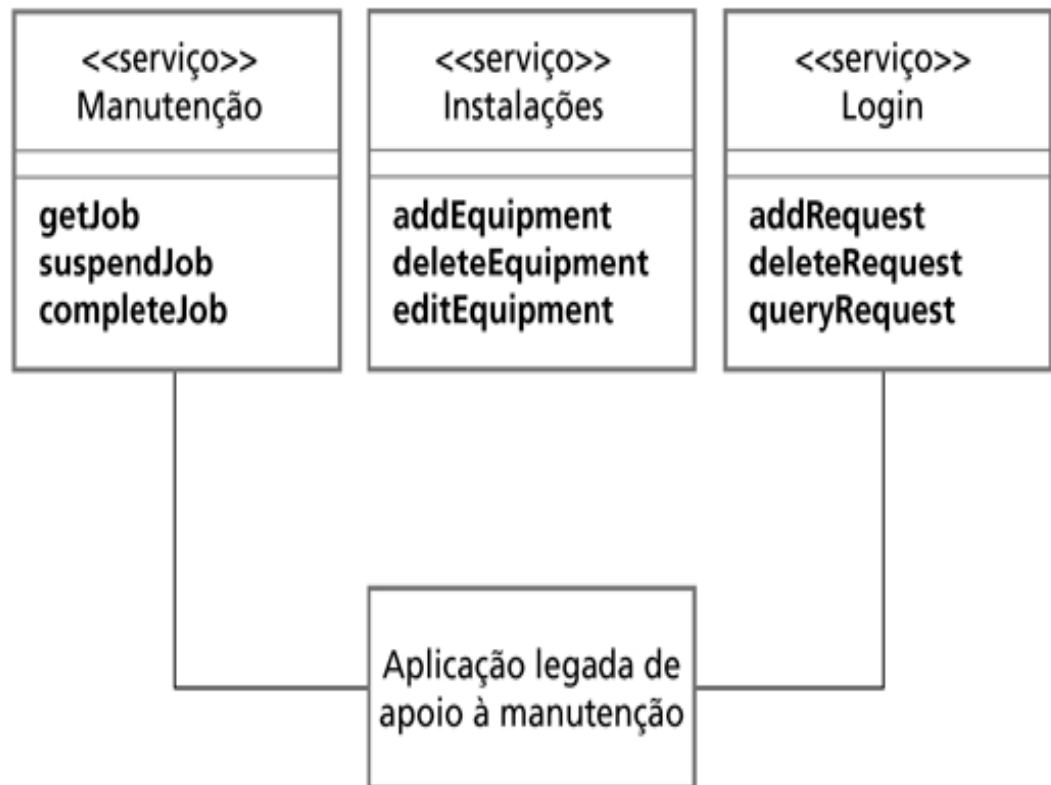 <<serviço>>
Manutenção
getJob
suspendJob
completeJob
<<serviço>>
Instalações
addEquipment
deleteEquipment
editEquipment
<<serviço>>
Login
addRequest
deleteRequest
queryRequest
Aplicação legada de
apoio à manutenção